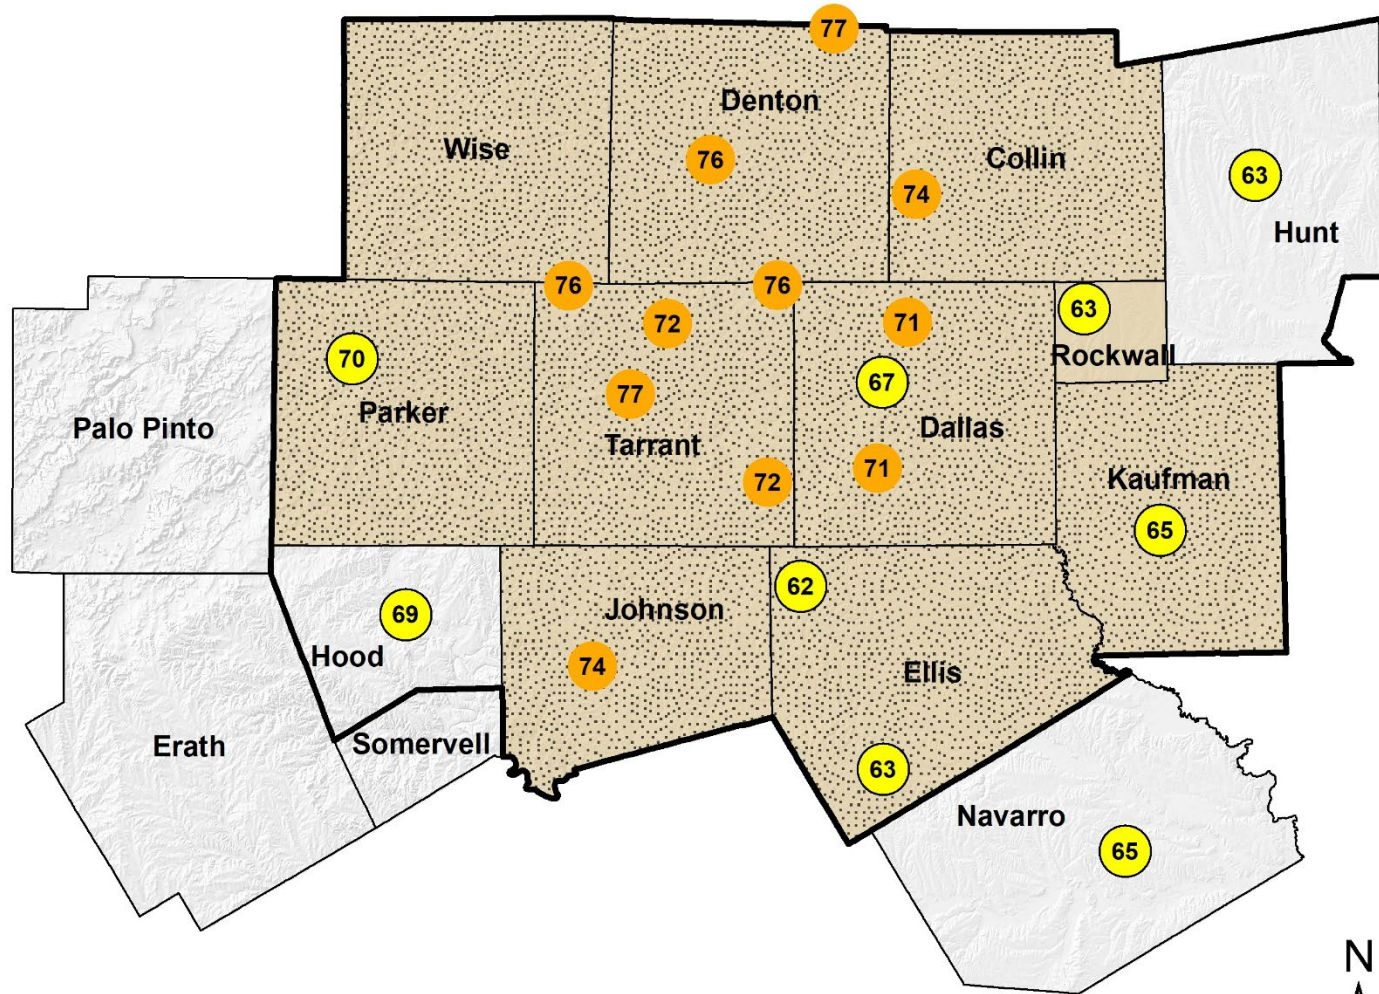 77
Denton
Wise
76
Collin
74
63
Hunt
76
76
63
72
71
Rockwall
70
67
77
Parker
Palo Pinto
Tarrant
Dallas
72
71
Kaufman
65
62
69
Johnson
Hood
74
Ellis
Erath
Somervell
63
Navarro
65
N